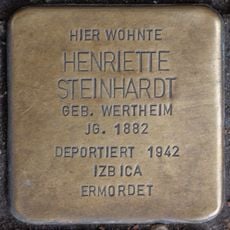 HIER WOHNTE
HENRIETTE
STEINHARDT
GEB. WERTHEIM
JG. 1882
DEPORTIERT 1942
IZBICA
ERMORDET